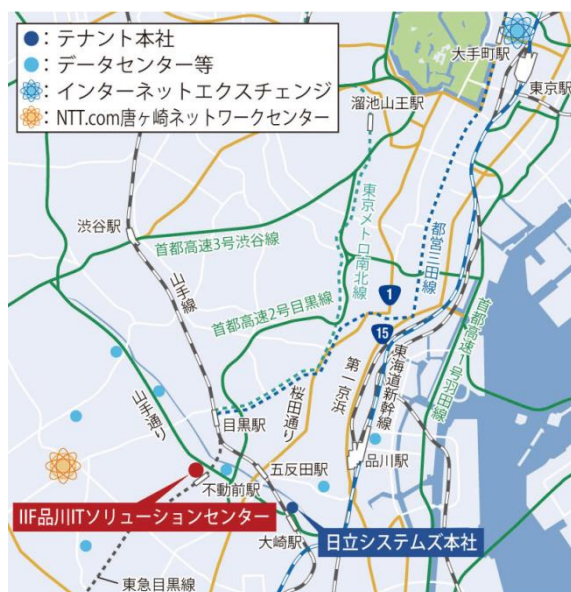 ●：テナント本社
●：データセンター等
：インターネットエクスチェンジ
：NTT.com唐ヶ崎ネットワークセンター
大手町駅
東京駅
溜池山王駅
東京メトロ南北線
都営三田線
渋谷駅
首都高速3号渋谷線
山手線
首都高速2号目黒線
1
15
首都高速1号羽田線
東海道新幹線
第一京浜
桜田通り
山手通り
目黒駅
品川駅
五反田駅
不動前駅
IIF品川ITソリューションセンター
日立システムズ本社
大崎駅
東急目黒線